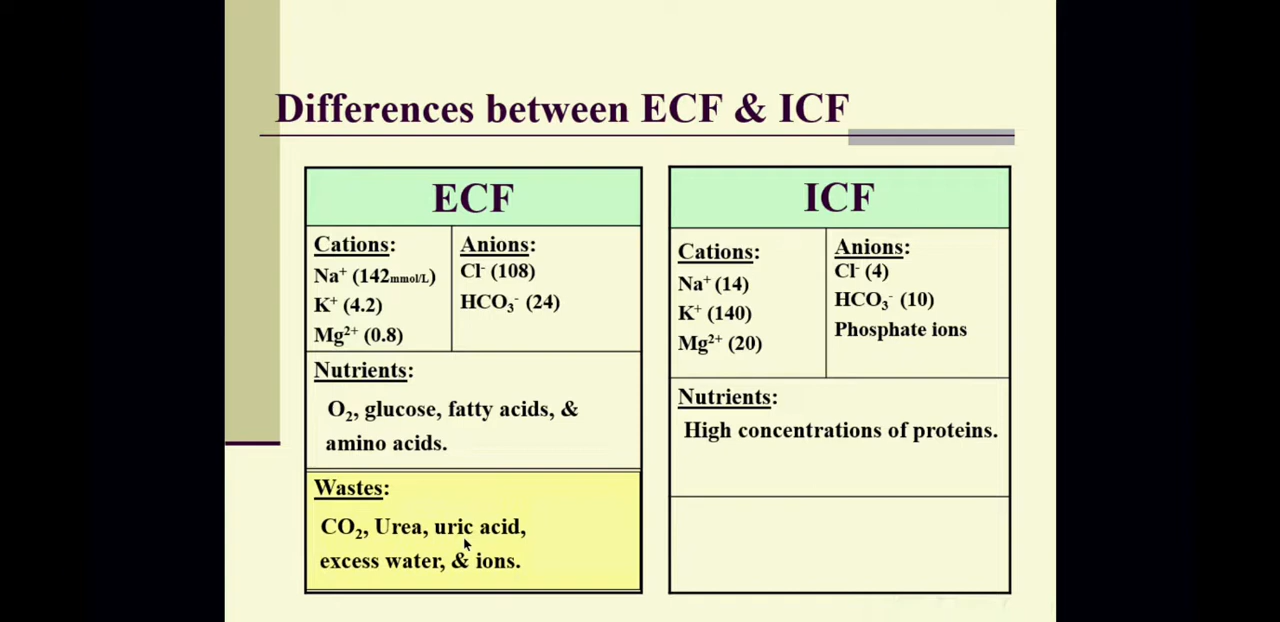 Differences between ECF & ICF
ECF
Cations:
Na⁺ (142mmol/L)
K⁺ (4.2)
Mg²⁺ (0.8)
Anions:
Cl⁻ (108)
HCO₃⁻ (24)
Nutrients:
O₂, glucose, fatty acids, &
amino acids.
Wastes:
CO₂, Urea, uric acid,
excess water, & ions.
ICF
Cations:
Na⁺ (14)
K⁺ (140)
Mg²⁺ (20)
Anions:
Cl⁻ (4)
HCO₃⁻ (10)
Phosphate ions
Nutrients:
High concentrations of proteins.